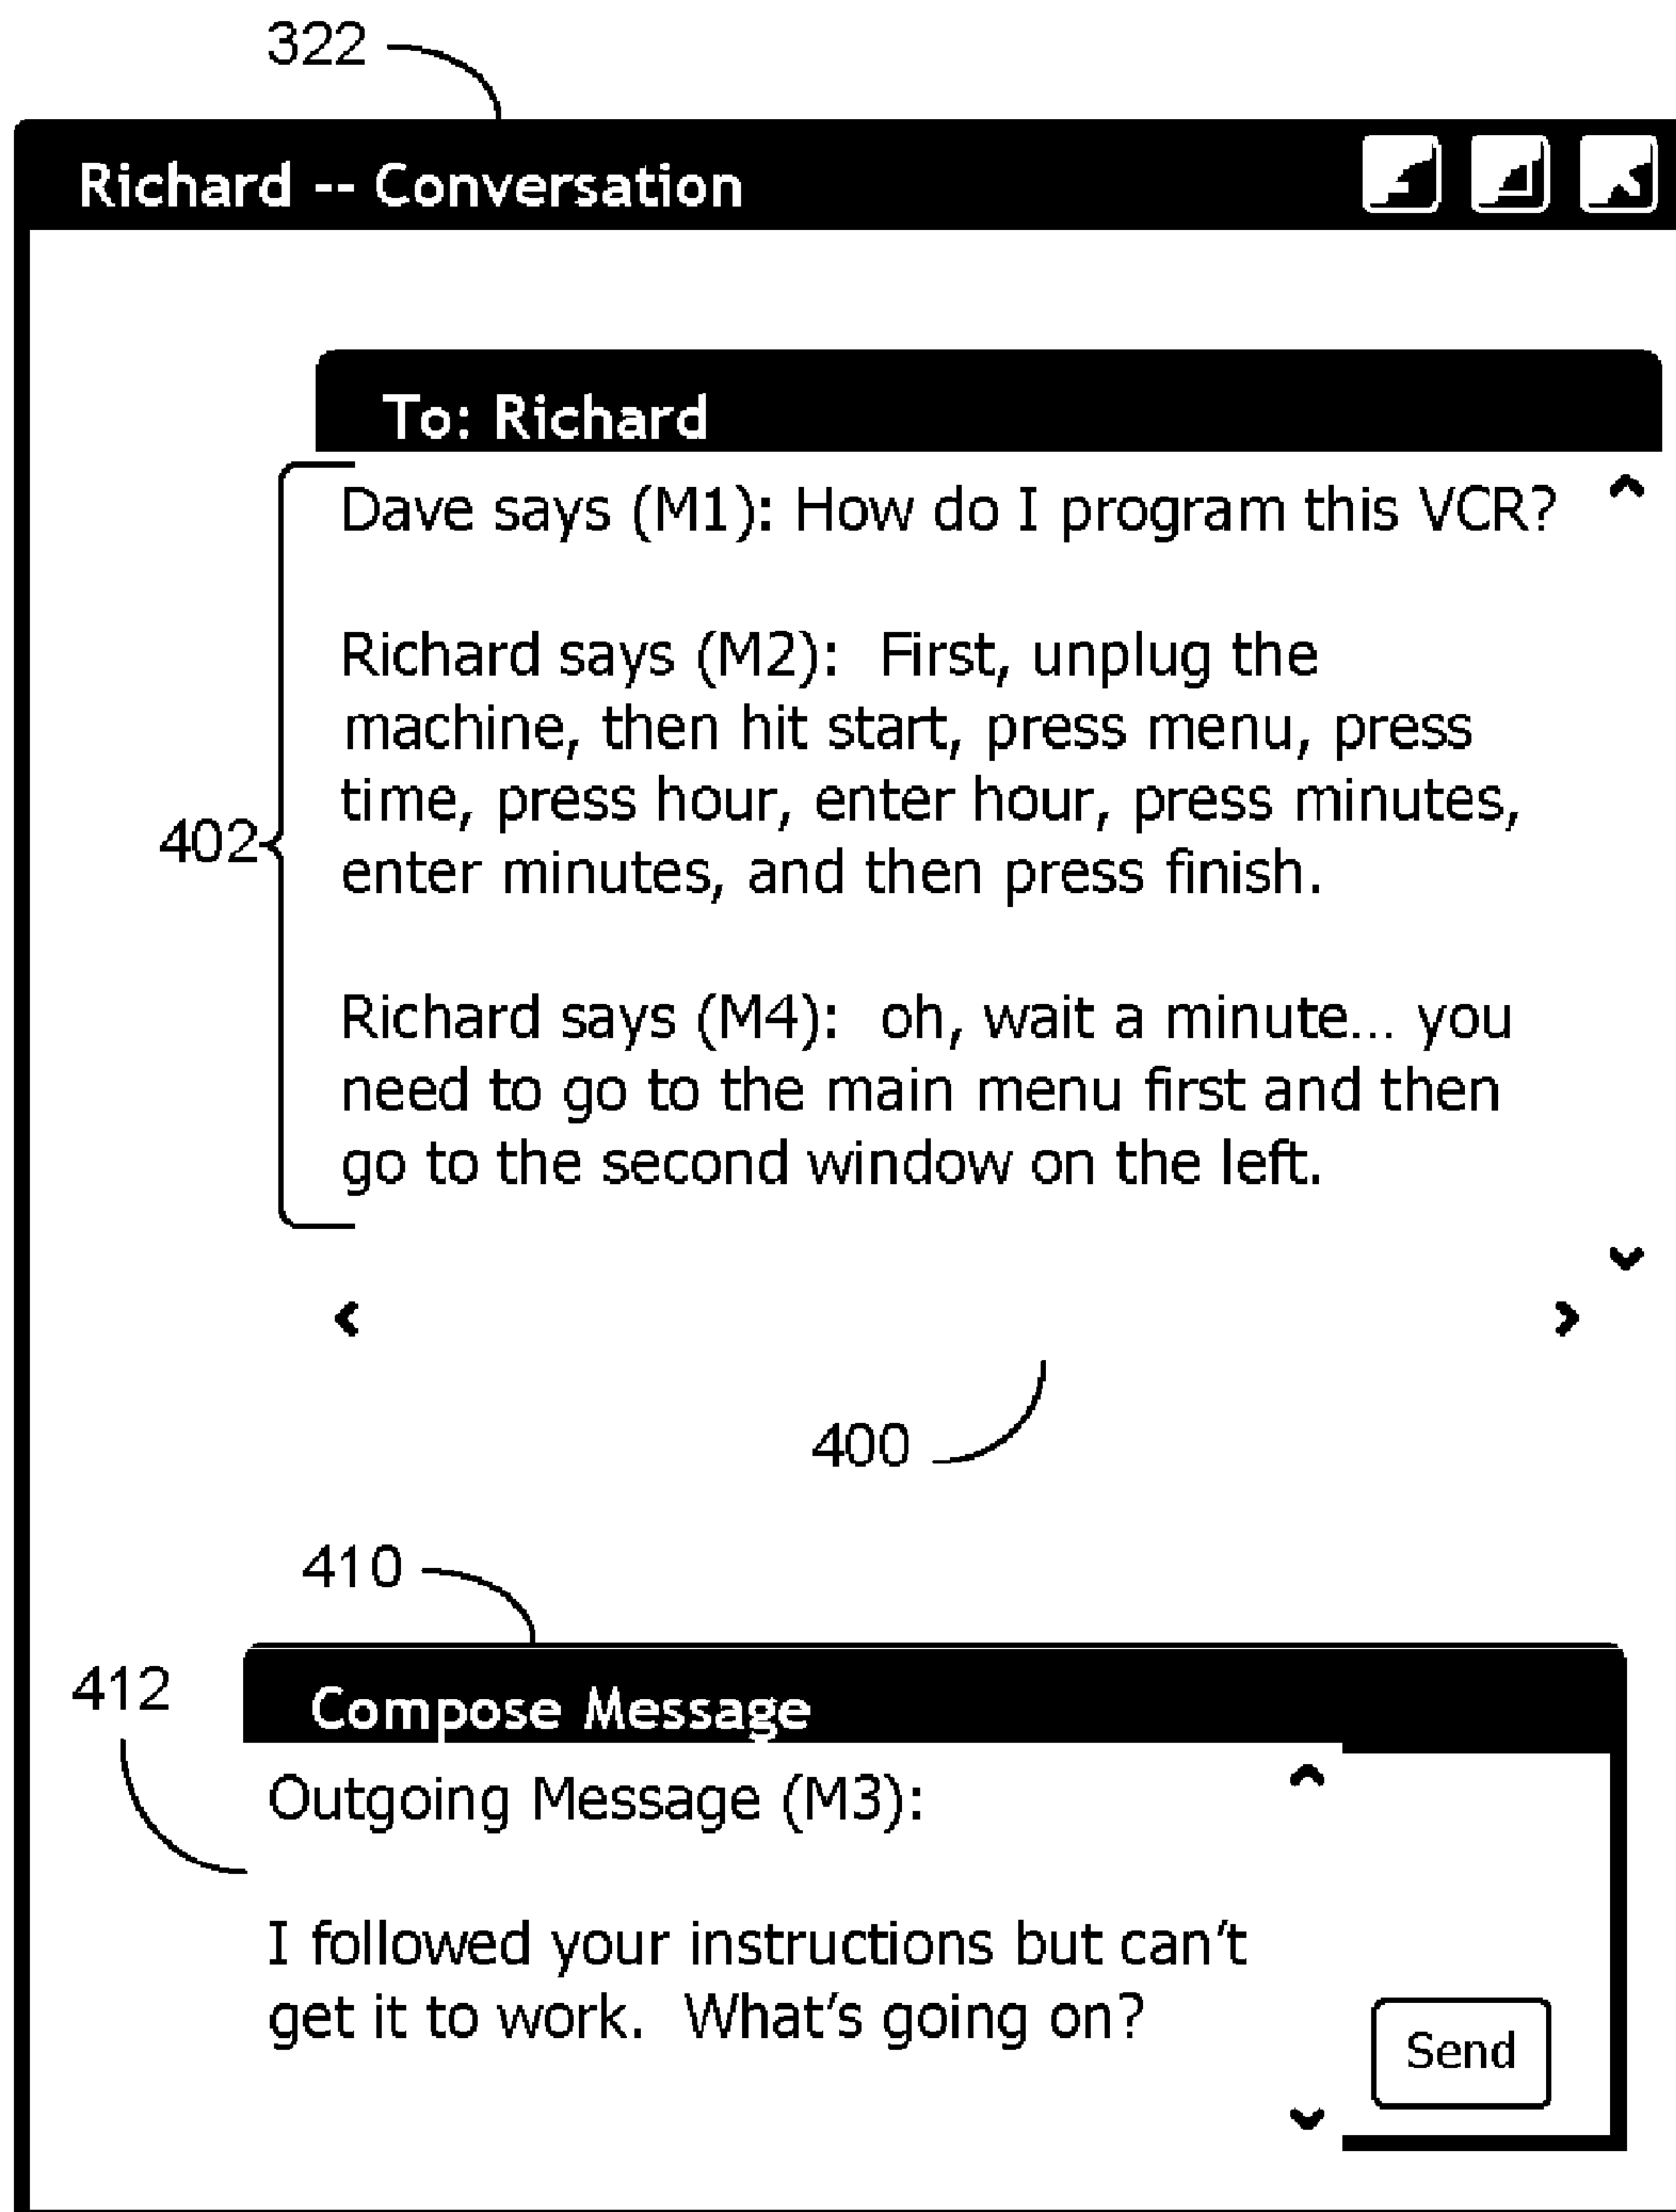 322
Richard -- Conversation
To: Richard
Dave says (M1): How do I program this VCR?
Richard says (M2):  First, unplug the
machine, then hit start, press menu, press
time, press hour, enter hour, press minutes,
402
enter minutes, and then press finish.
Richard says (M4):  oh, wait a minute... you
need to go to the main menu first and then
go to the second window on the left.
400
410
412
Compose Message
Outgoing Message (M3):
I followed your instructions but can't
get it to work.  What's going on?
Send